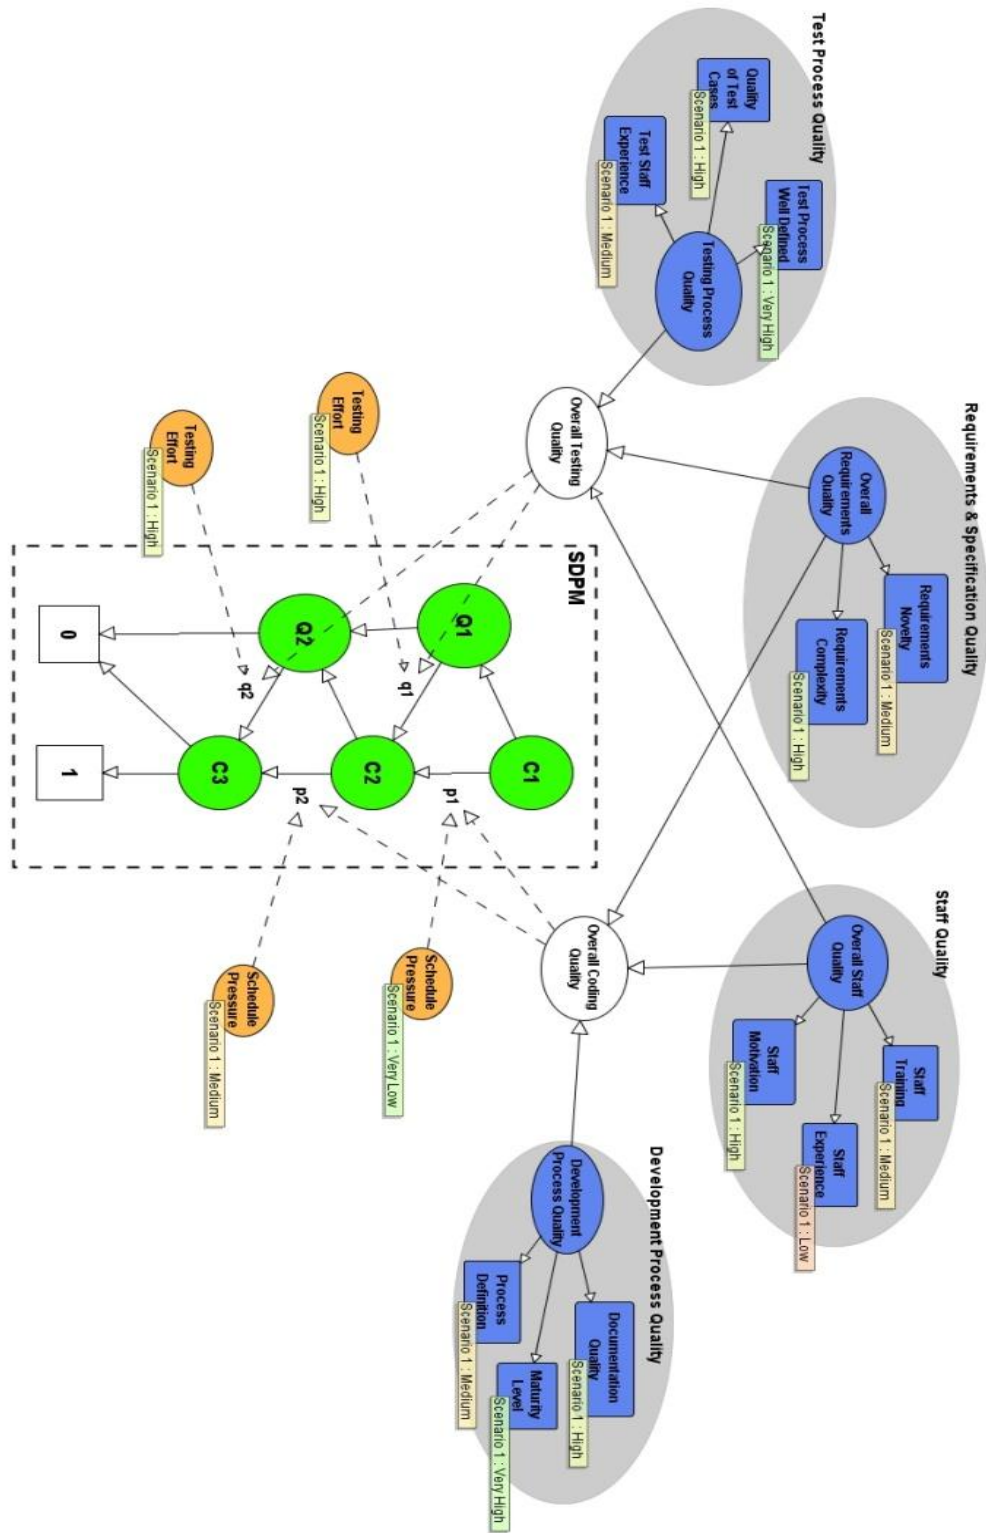 Test Process Quality
Quality
of Test
Cases
Scenario 1 : High
Test Staff
Experience
Scenario 1 : Medium
Test Process
Well Defined
Scenario 1 : Very High
Testing Process
Quality
Requirements & Specification Quality
Overall
Requirements
Quality
Requirements
Novelty
Scenario 1 : Medium
Requirements
Complexity
Scenario 1 : High
Staff Quality
Overall Staff
Quality
Staff
Training
Scenario 1 : Medium
Staff
Experience
Scenario 1 : Low
Staff
Motivation
Scenario 1 : High
Development Process Quality
Development
Process Quality
Documentation
Quality
Scenario 1 : High
Maturity
Level
Scenario 1 : Very High
Process
Definition
Scenario 1 : Medium
Overall Testing
Quality
Overall Coding
Quality
Testing
Effort
Scenario 1 : High
Testing
Effort
Scenario 1 : High
Schedule
Pressure
Scenario 1 : Very Low
Schedule
Pressure
Scenario 1 : Medium
SDPM
C1
Q1
p1
q1
C2
Q2
p2
q2
C3
0
1